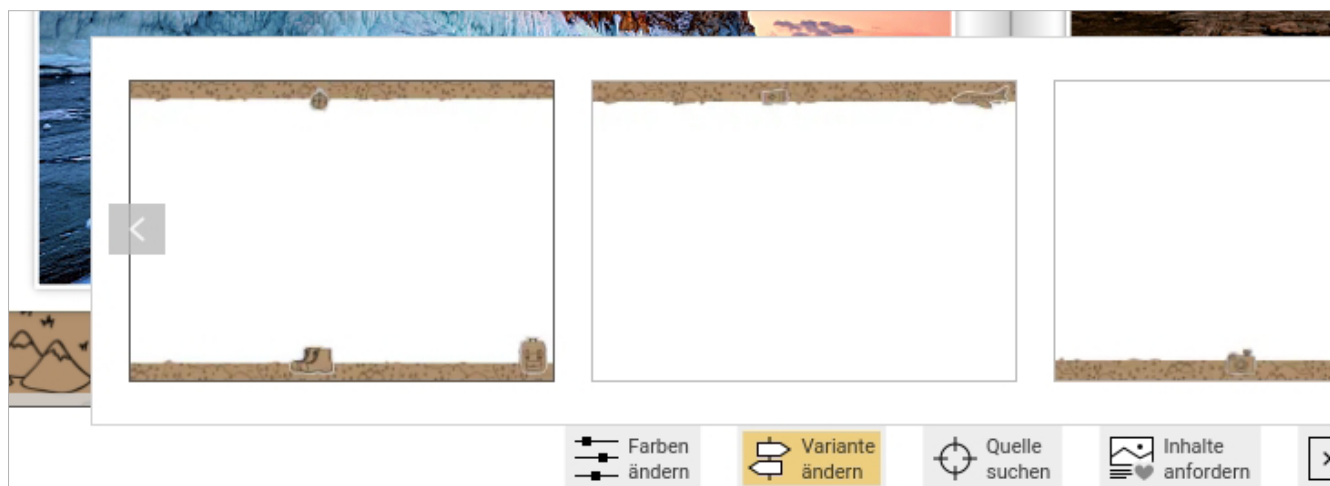 Farben
ändern
Variante
ändern
Quelle
suchen
Inhalte
anfordern